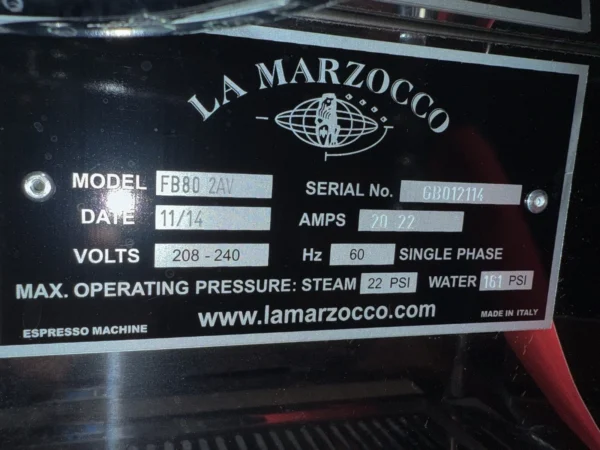 LA MARZOCCO
MODEL FB80 2AV SERIAL No. GB012114
DATE 11/14 AMPS 20 22
VOLTS 208 - 240 Hz 60 SINGLE PHASE
MAX. OPERATING PRESSURE: STEAM 22 PSI WATER 161 PSI
ESPRESSO MACHINE www.lamarzocco.com MADE IN ITALY